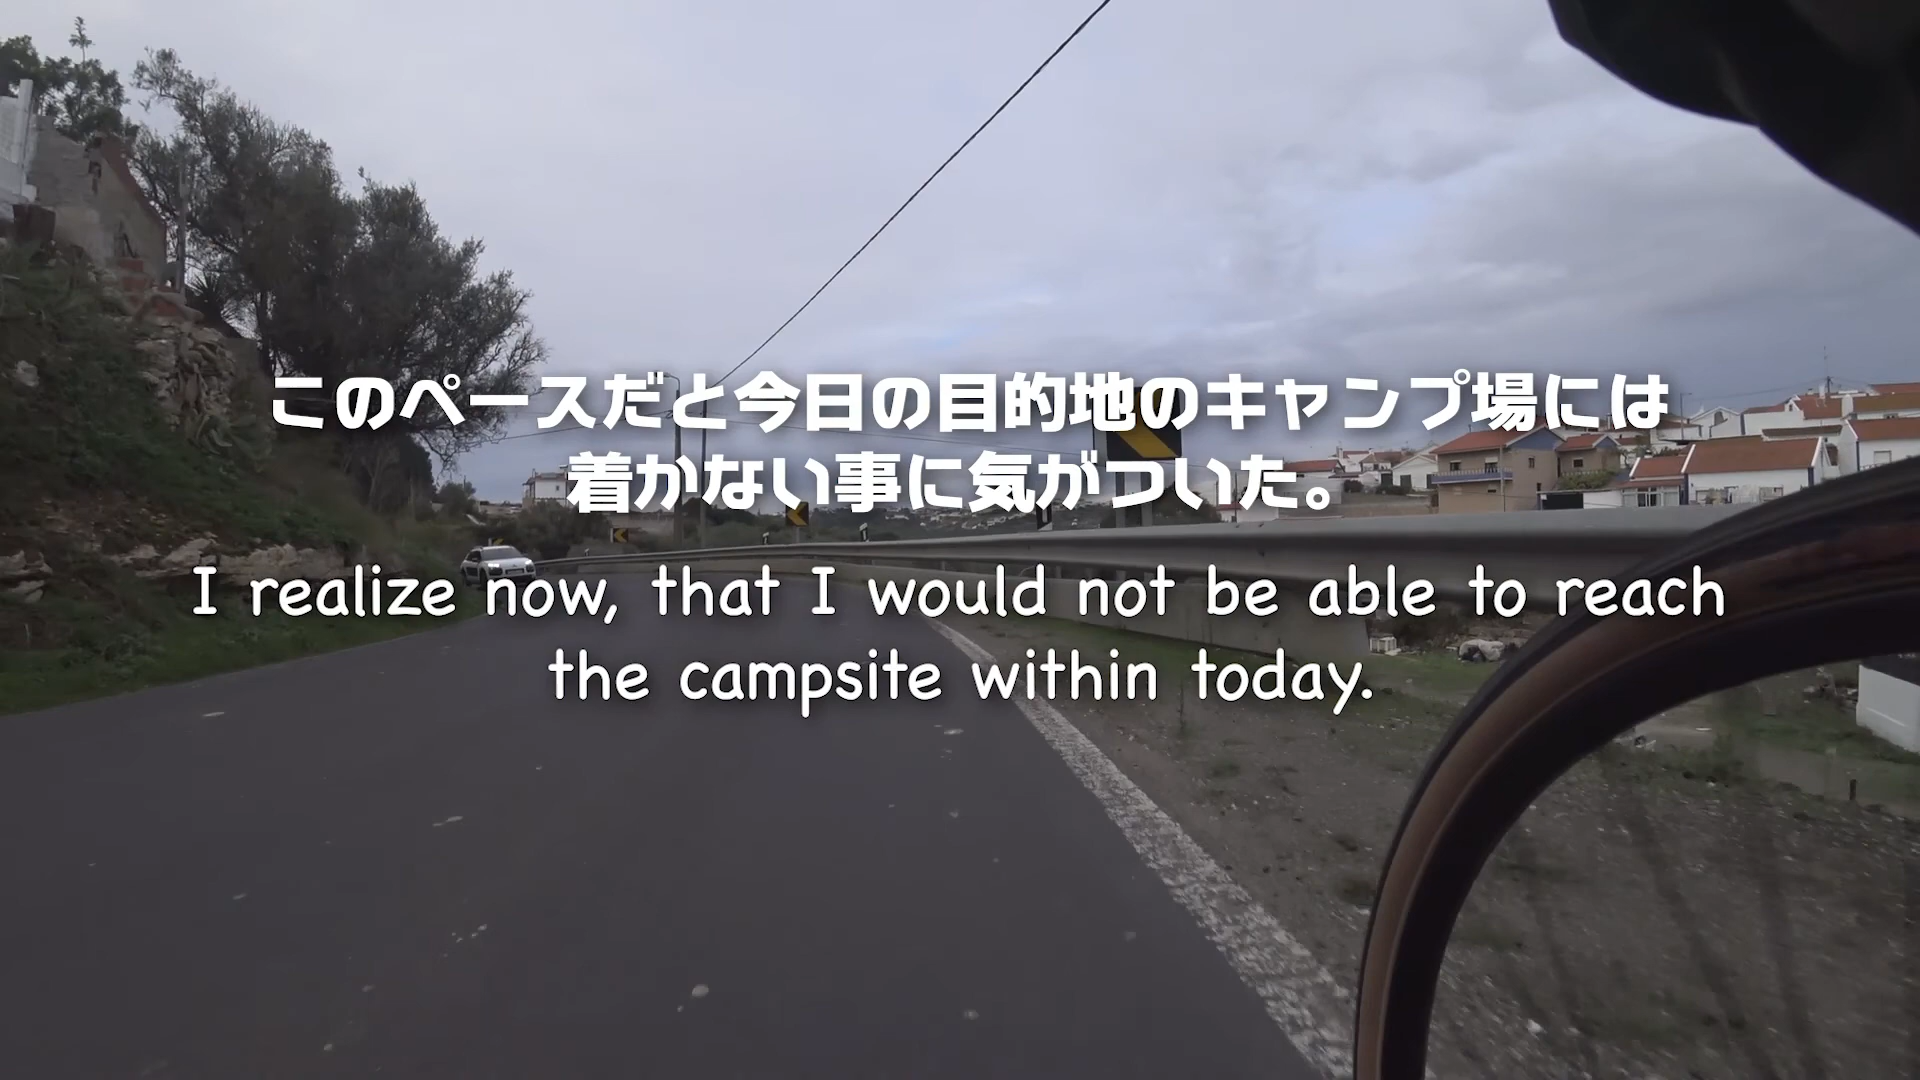 このペースだと今日の目的地のキャンプ場には
着かない事に気がついた。
I realize now, that I would not be able to reach
the campsite within today.